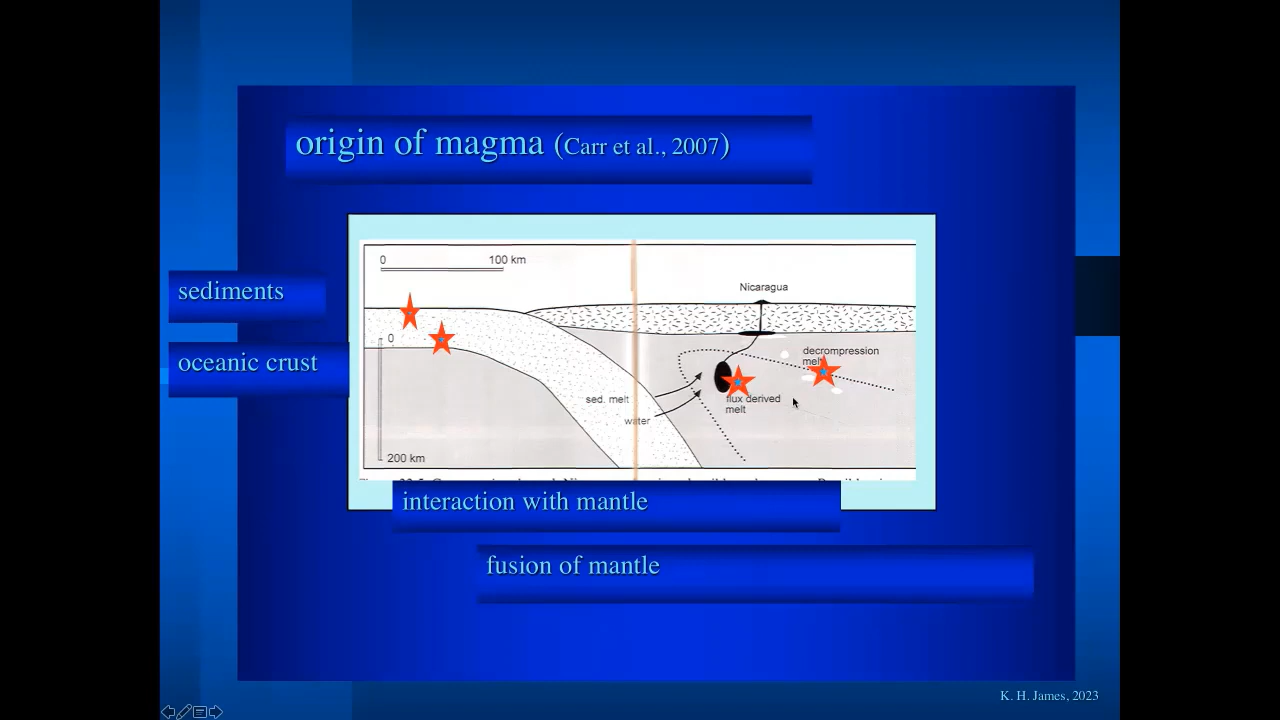 origin of magma (Carr et al., 2007)
0 100 km
Nicaragua
sediments
0
oceanic crust
decompression
melt
sed. melt
flux derived
melt
water
200 km
interaction with mantle
fusion of mantle
K. H. James, 2023